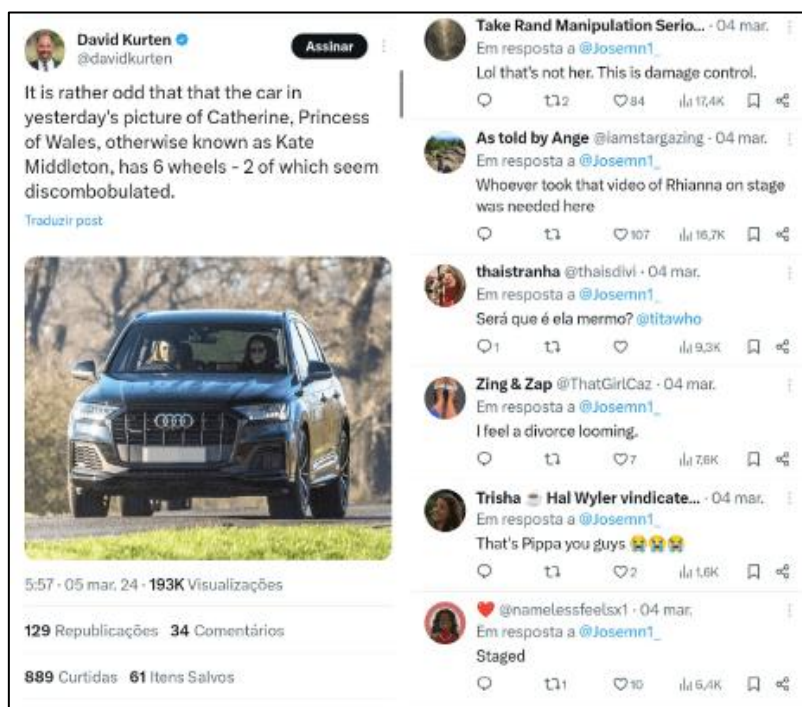 David Kurten
Assinar
@davidkurten
It is rather odd that that the car in
yesterday's picture of Catherine, Princess
of Wales, otherwise known as Kate
Middleton, has 6 wheels - 2 of which seem
discombobulated.
Traduzir post
5:57 · 05 mar. 24 · 193K Visualizações
129 Republicações 34 Comentários
889 Curtidas 61 Itens Salvos
Take Rand Manipulation Serio... · 04 mar.
Em resposta a @Josemn1_
Lol that's not her. This is damage control.
2 84 17,4K
As told by Ange @iamstargazing · 04 mar.
Em resposta a @Josemn1_
Whoever took that video of Rhianna on stage
was needed here
107 16,7K
thaistranha @thaisdivi · 04 mar.
Em resposta a @Josemn1_
Será que é ela mermo? @titawho
1 9,3K
Zing & Zap @ThatGirlCaz · 04 mar.
Em resposta a @Josemn1_
I feel a divorce looming.
7 7,6K
Trisha ☕ Hal Wyler vindicate... · 04 mar.
Em resposta a @Josemn1_
That's Pippa you guys 😭😭😭
2 1,6K
❤️ @namelessfeelsx1 · 04 mar.
Em resposta a @Josemn1_
Staged
1 10 6,4K